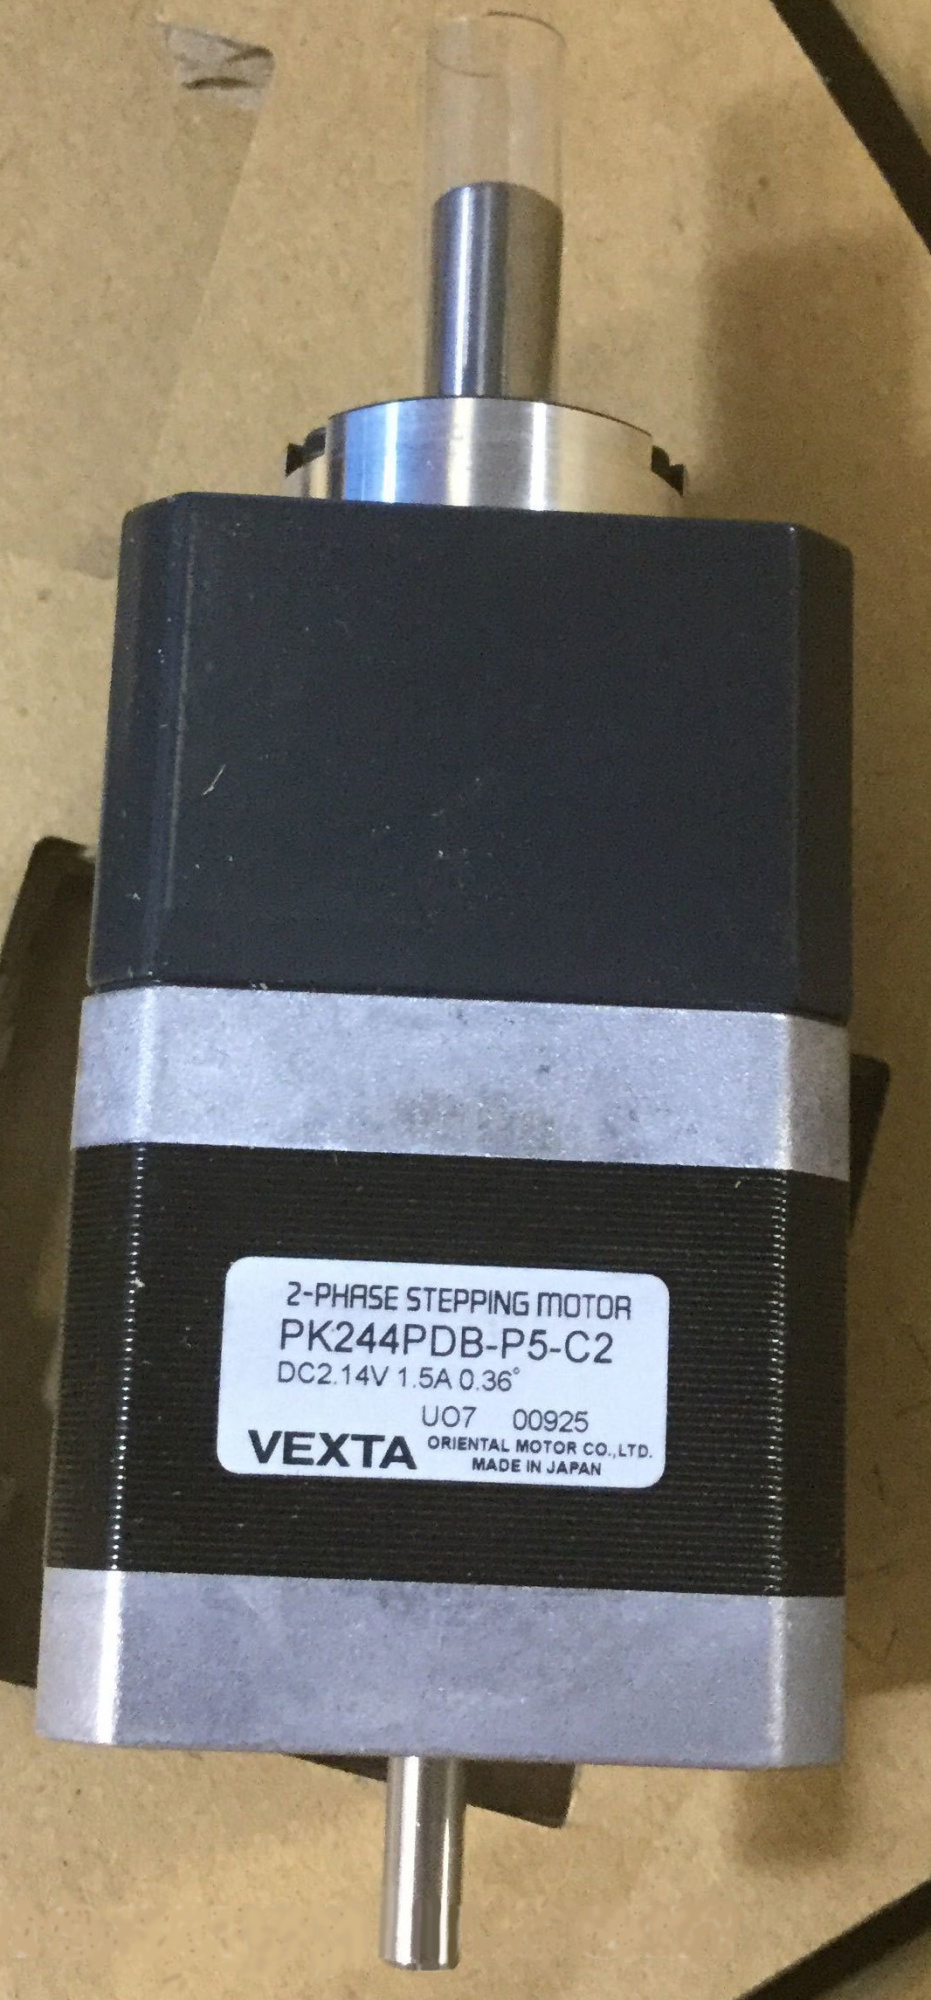 2-PHASE STEPPING MOTOR
PK244PDB-P5-C2
DC2.14V 1.5A 0.36°
UO7 00925
VEXTA ORIENTAL MOTOR CO.,LTD.
MADE IN JAPAN